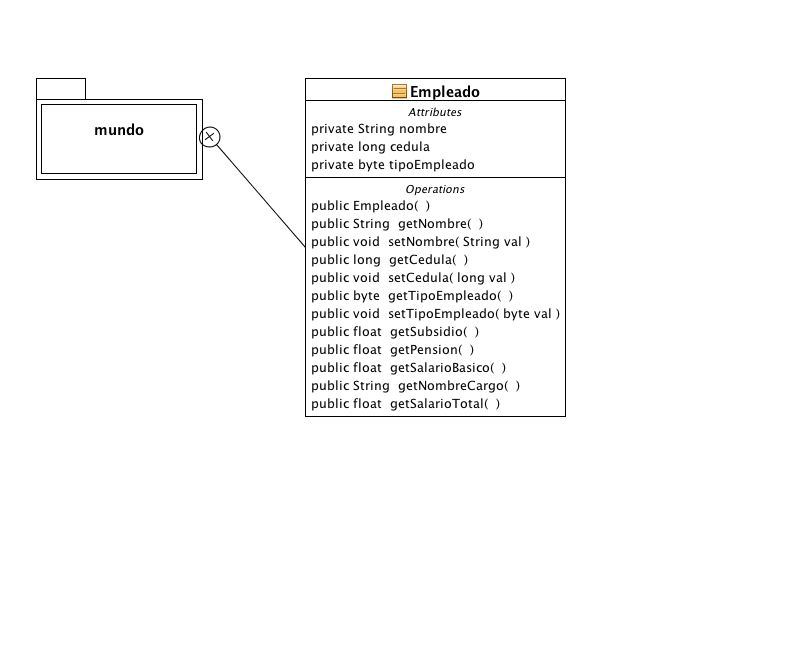 mundo
Empleado
Attributes
private String nombre
private long cedula
private byte tipoEmpleado
Operations
public Empleado( )
public String getNombre( )
public void setNombre( String val )
public long getCedula( )
public void setCedula( long val )
public byte getTipoEmpleado( )
public void setTipoEmpleado( byte val )
public float getSubsidio( )
public float getPension( )
public float getSalarioBasico( )
public String getNombreCargo( )
public float getSalarioTotal( )